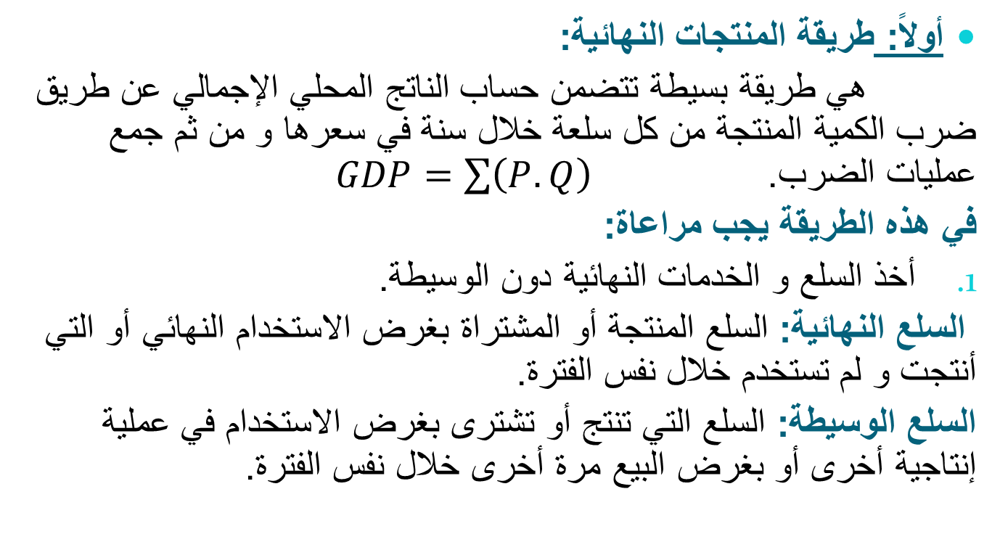 • أولاً: طريقة المنتجات النهائية:
هي طريقة بسيطة تتضمن حساب الناتج المحلي الإجمالي عن طريق
ضرب الكمية المنتجة من كل سلعة خلال سنة في سعرها و من ثم جمع
عمليات الضرب. GDP = ∑(P.Q)
في هذه الطريقة يجب مراعاة:
1. أخذ السلع و الخدمات النهائية دون الوسيطة.
السلع النهائية: السلع المنتجة أو المشتراة بغرض الاستخدام النهائي أو التي
أنتجت و لم تستخدم خلال نفس الفترة.
السلع الوسيطة: السلع التي تنتج أو تشترى بغرض الاستخدام في عملية
إنتاجية أخرى أو بغرض البيع مرة أخرى خلال نفس الفترة.